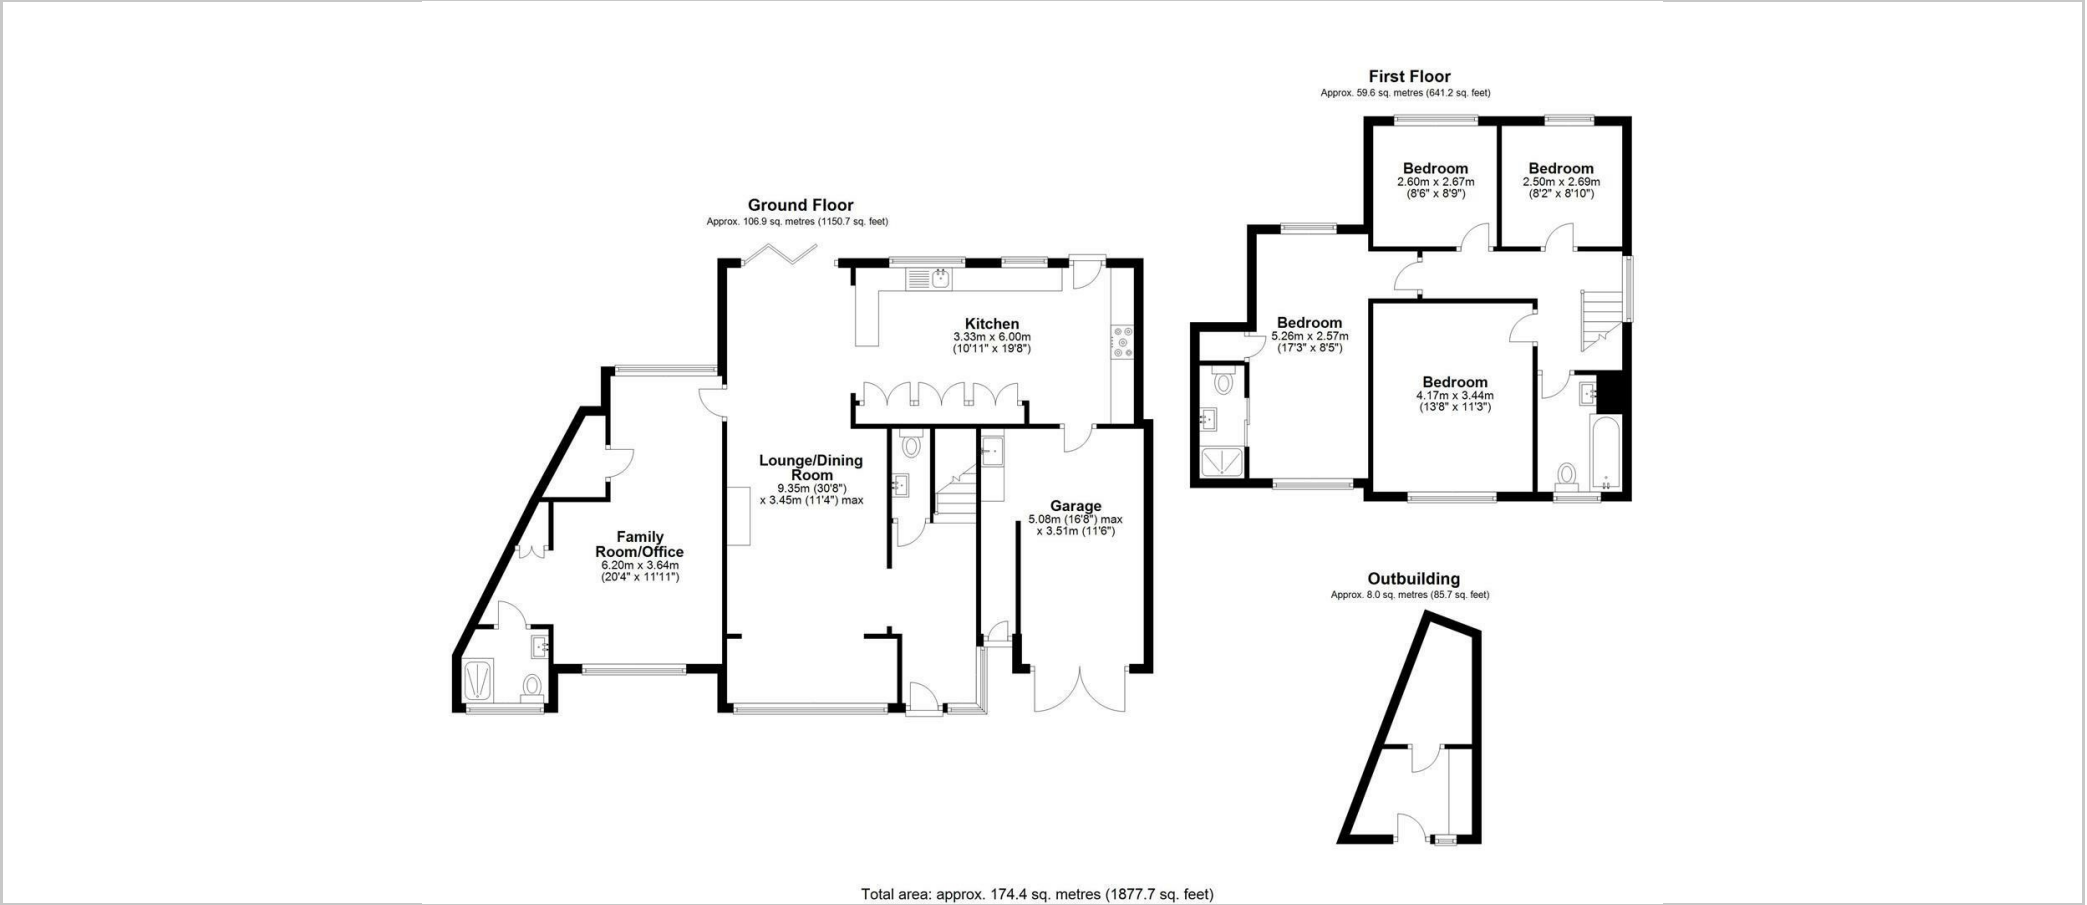 Ground Floor
Approx. 106.9 sq. metres (1150.7 sq. feet)
Kitchen
3.33m x 6.00m
(10'11" x 19'8")
Lounge/Dining
Room
9.35m (30'8")
x 3.45m (11'4") max
Garage
5.08m (16'8") max
x 3.51m (11'6")
Family
Room/Office
6.20m x 3.64m
(20'4" x 11'11")
First Floor
Approx. 59.6 sq. metres (641.2 sq. feet)
Bedroom
2.60m x 2.67m
(8'6" x 8'9")
Bedroom
2.50m x 2.69m
(8'2" x 8'10")
Bedroom
5.26m x 2.57m
(17'3" x 8'5")
Bedroom
4.17m x 3.44m
(13'8" x 11'3")
Outbuilding
Approx. 8.0 sq. metres (85.7 sq. feet)
Total area: approx. 174.4 sq. metres (1877.7 sq. feet)